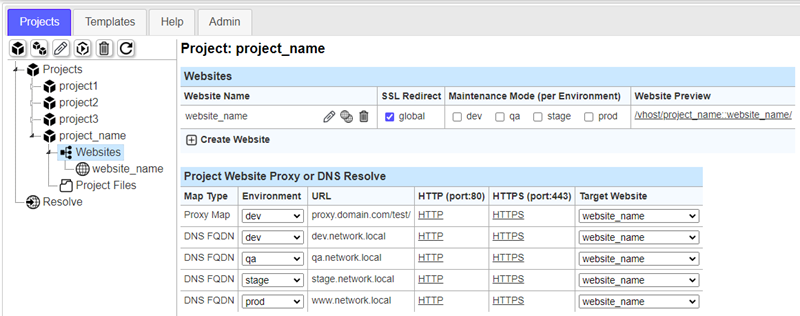 Projects Templates Help Admin
Projects
project1
project2
project3
project_name
Websites
website_name
Project Files
Resolve
Project: project_name
Websites
Website Name SSL Redirect Maintenance Mode (per Environment) Website Preview
website_name global dev qa stage prod /vhost/project_name::website_name/
Create Website
Project Website Proxy or DNS Resolve
Map Type Environment URL HTTP (port:80) HTTPS (port:443) Target Website
Proxy Map dev proxy.domain.com/test/ HTTP HTTPS website_name
DNS FQDN dev dev.network.local HTTP HTTPS website_name
DNS FQDN qa qa.network.local HTTP HTTPS website_name
DNS FQDN stage stage.network.local HTTP HTTPS website_name
DNS FQDN prod www.network.local HTTP HTTPS website_name